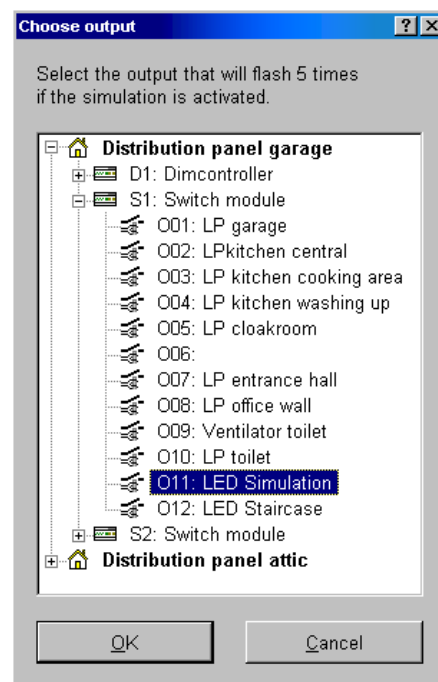 Choose output
Select the output that will flash 5 times
if the simulation is activated.
Distribution panel garage
D1: Dimcontroller
S1: Switch module
O01: LP garage
O02: LPkitchen central
O03: LP kitchen cooking area
O04: LP kitchen washing up
O05: LP cloakroom
O06:
O07: LP entrance hall
O08: LP office wall
O09: Ventilator toilet
O10: LP toilet
O11: LED Simulation
O12: LED Staircase
S2: Switch module
Distribution panel attic
OK
Cancel